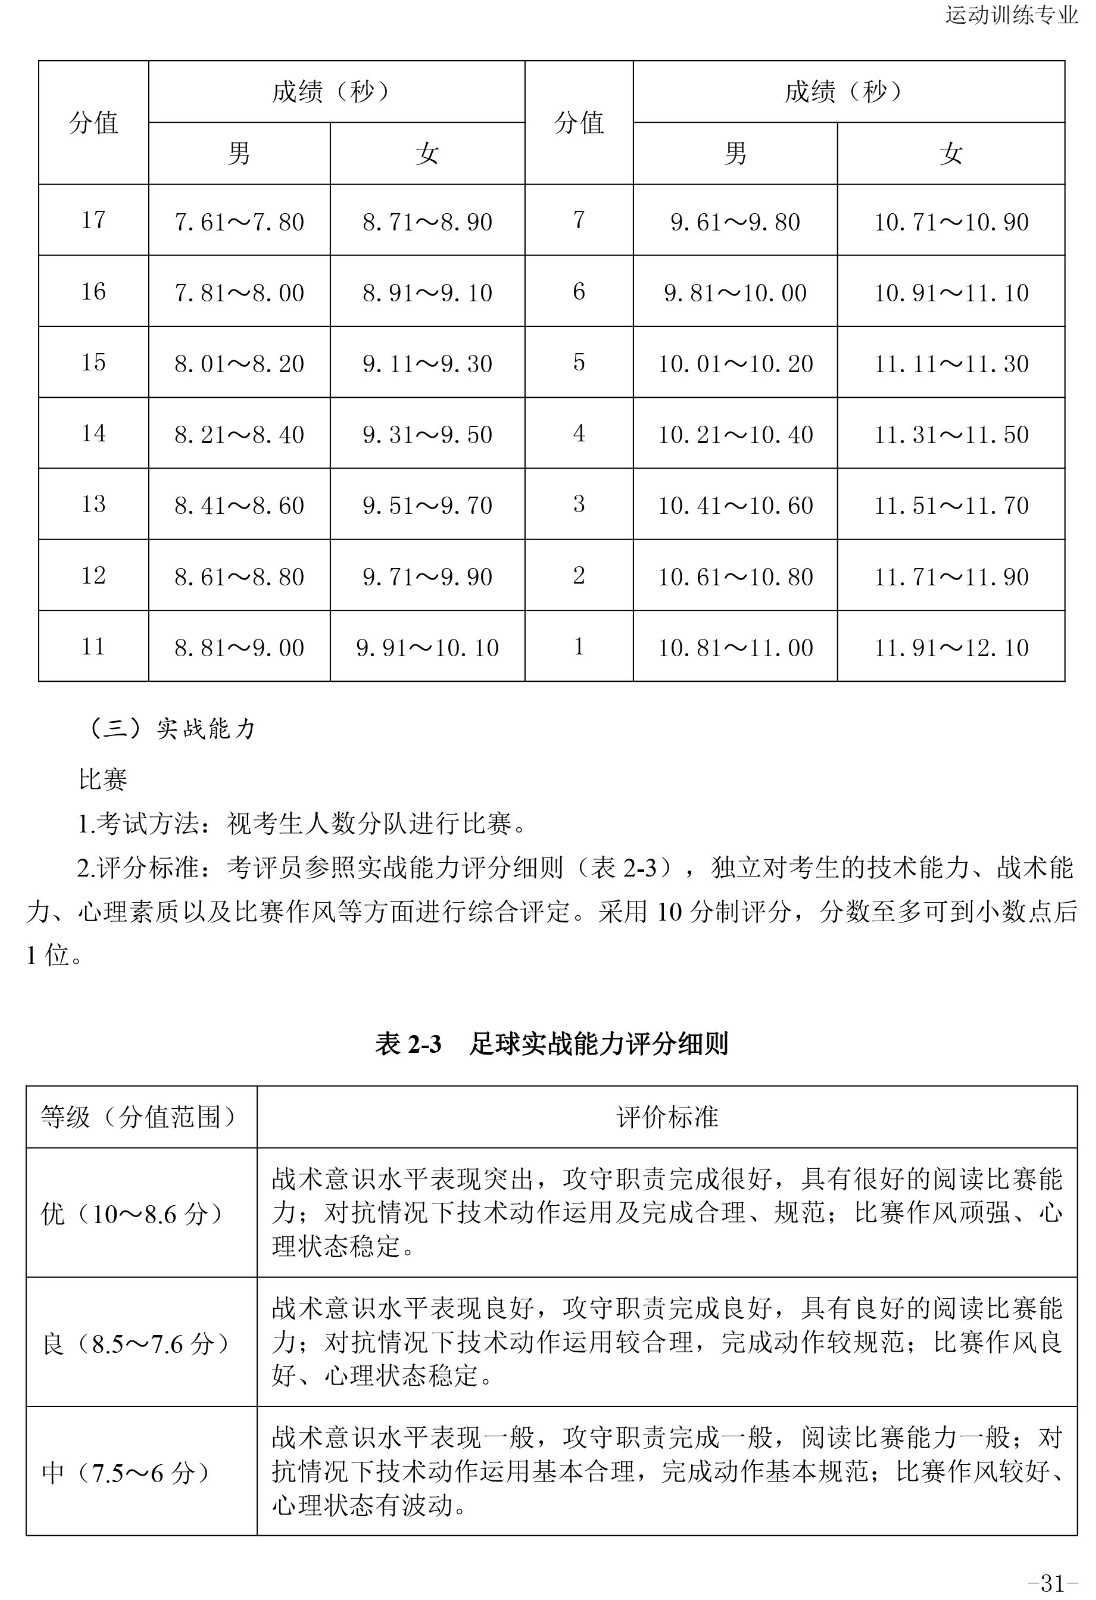 运动训练专业
分值 成绩（秒） 分值 成绩（秒）
男 女 男 女
17 7.61～7.80 8.71～8.90 7 9.61～9.80 10.71～10.90
16 7.81～8.00 8.91～9.10 6 9.81～10.00 10.91～11.10
15 8.01～8.20 9.11～9.30 5 10.01～10.20 11.11～11.30
14 8.21～8.40 9.31～9.50 4 10.21～10.40 11.31～11.50
13 8.41～8.60 9.51～9.70 3 10.41～10.60 11.51～11.70
12 8.61～8.80 9.71～9.90 2 10.61～10.80 11.71～11.90
11 8.81～9.00 9.91～10.10 1 10.81～11.00 11.91～12.10
（三）实战能力
比赛
1.考试方法：视考生人数分队进行比赛。
2.评分标准：考评员参照实战能力评分细则（表 2-3），独立对考生的技术能力、战术能
力、心理素质以及比赛作风等方面进行综合评定。采用 10 分制评分，分数至多可到小数点后
1 位。
表 2-3 足球实战能力评分细则
等级（分值范围） 评价标准
优（10～8.6 分）
战术意识水平表现突出，攻守职责完成很好，具有很好的阅读比赛能
力；对抗情况下技术动作运用及完成合理、规范；比赛作风顽强、心
理状态稳定。
良（8.5～7.6 分）
战术意识水平表现良好，攻守职责完成良好，具有良好的阅读比赛能
力；对抗情况下技术动作运用较合理，完成动作较规范；比赛作风良
好、心理状态稳定。
中（7.5～6 分）
战术意识水平表现一般，攻守职责完成一般，阅读比赛能力一般；对
抗情况下技术动作运用基本合理，完成动作基本规范；比赛作风较好、
心理状态有波动。
-31-